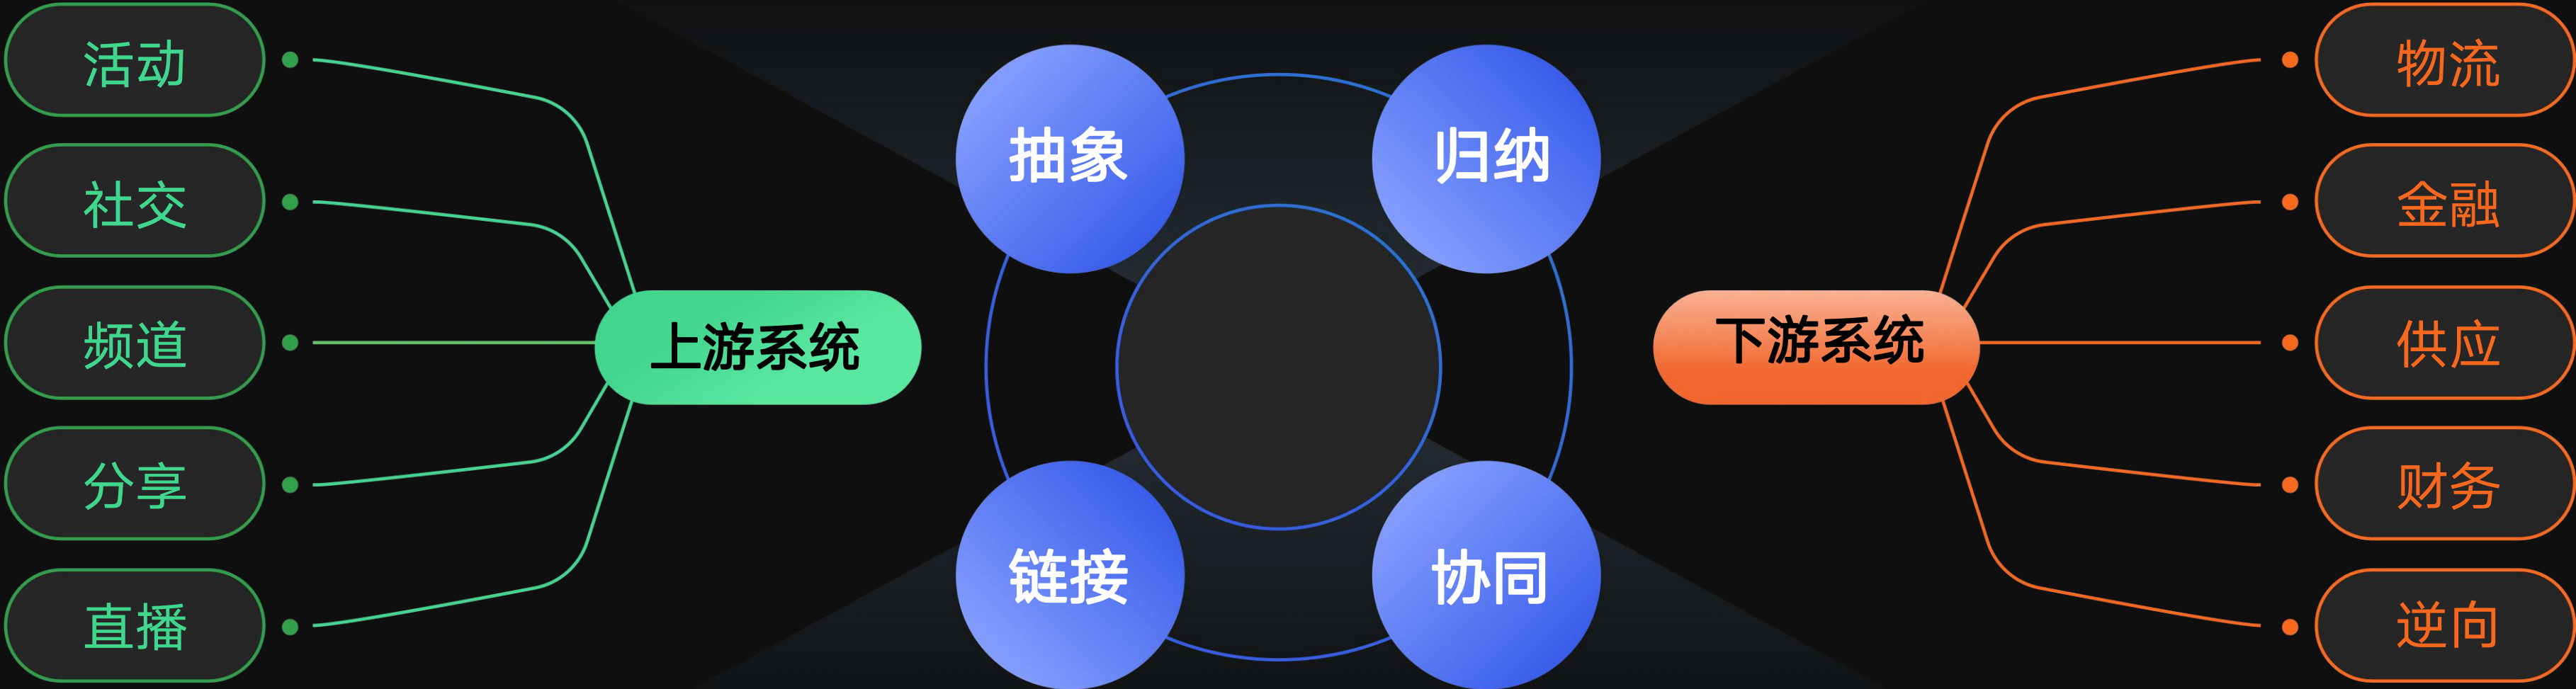 活动
社交
频道
分享
直播
上游系统
抽象
归纳
链接
协同
下游系统
物流
金融
供应
财务
逆向